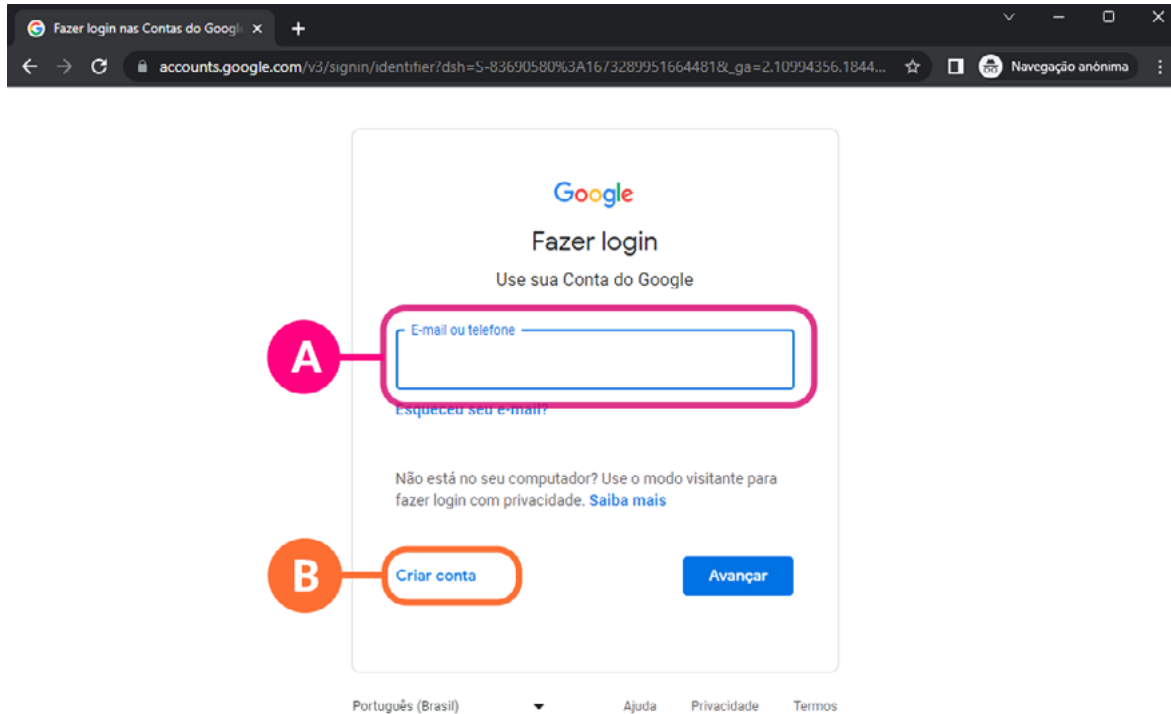 Fazer login nas Contas do Googl
accounts.google.com/v3/signin/identifier?dsh=S-83690580%3A1673289951664481&_ga=2.10994356.1844...
Navegação anônima
Google
Fazer login
Use sua Conta do Google
E-mail ou telefone
A
Esqueceu seu e-mail?
Não está no seu computador? Use o modo visitante para
fazer login com privacidade. Saiba mais
B
Criar conta
Avançar
Português (Brasil)
Ajuda
Privacidade
Termos